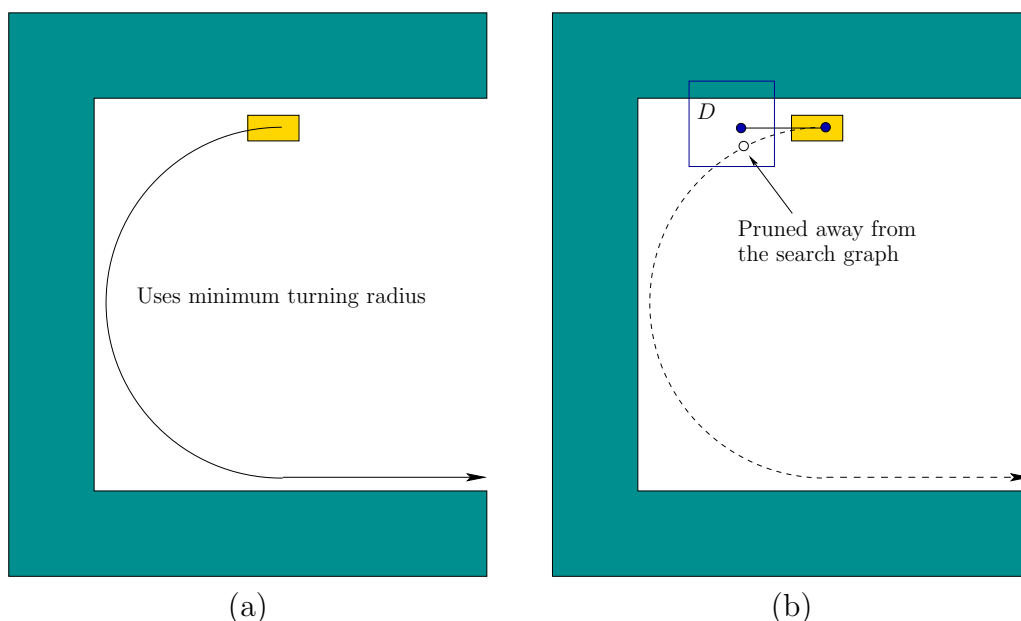 Uses minimum turning radius
(a)
D
Pruned away from
the search graph
(b)